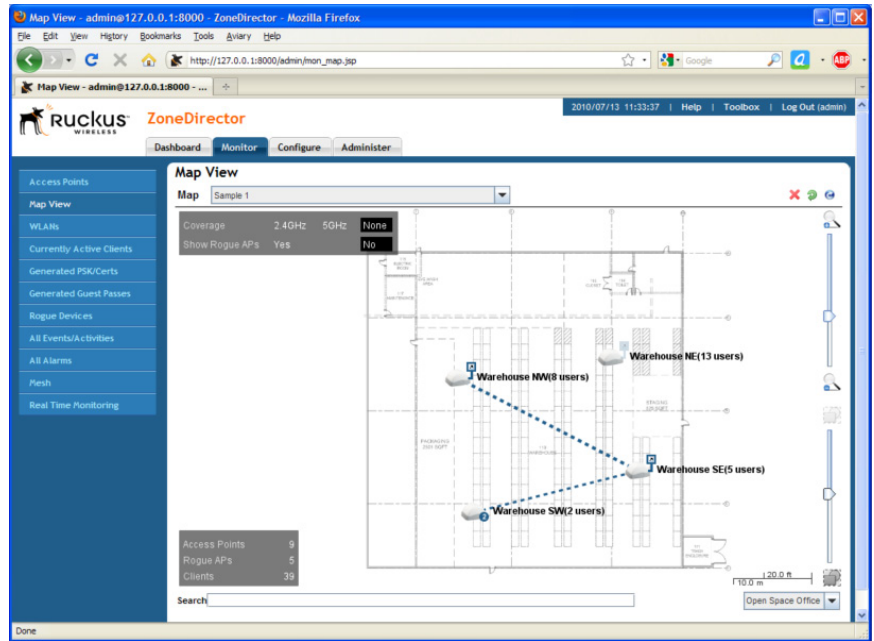 Map View - admin@127.0.0.1:8000 - ZoneDirector - Mozilla Firefox
File Edit View History Bookmarks Tools Aviary Help
http://127.0.0.1:8000/admin/mon_map.jsp
Google
ABP
Map View - admin@127.0.0.1:8000 - ...
2010/07/13 11:33:37 | Help | Toolbox | Log Out (admin)
Ruckus WIRELESS
ZoneDirector
Dashboard Monitor Configure Administer
Access Points
Map View
WLANs
Currently Active Clients
Generated PSK/Certs
Generated Guest Passes
Rogue Devices
All Events/Activities
All Alarms
Mesh
Real Time Monitoring
Map View
Map Sample 1
Coverage 2.4GHz 5GHz None
Show Rogue APs Yes No
Warehouse NE(13 users)
Warehouse NW(8 users)
PACKAGING
Warehouse SE(5 users)
Warehouse SW(2 users)
2
Access Points 9
Rogue APs 5
Clients 39
20.0 ft
10.0 m
Search
Open Space Office
Done